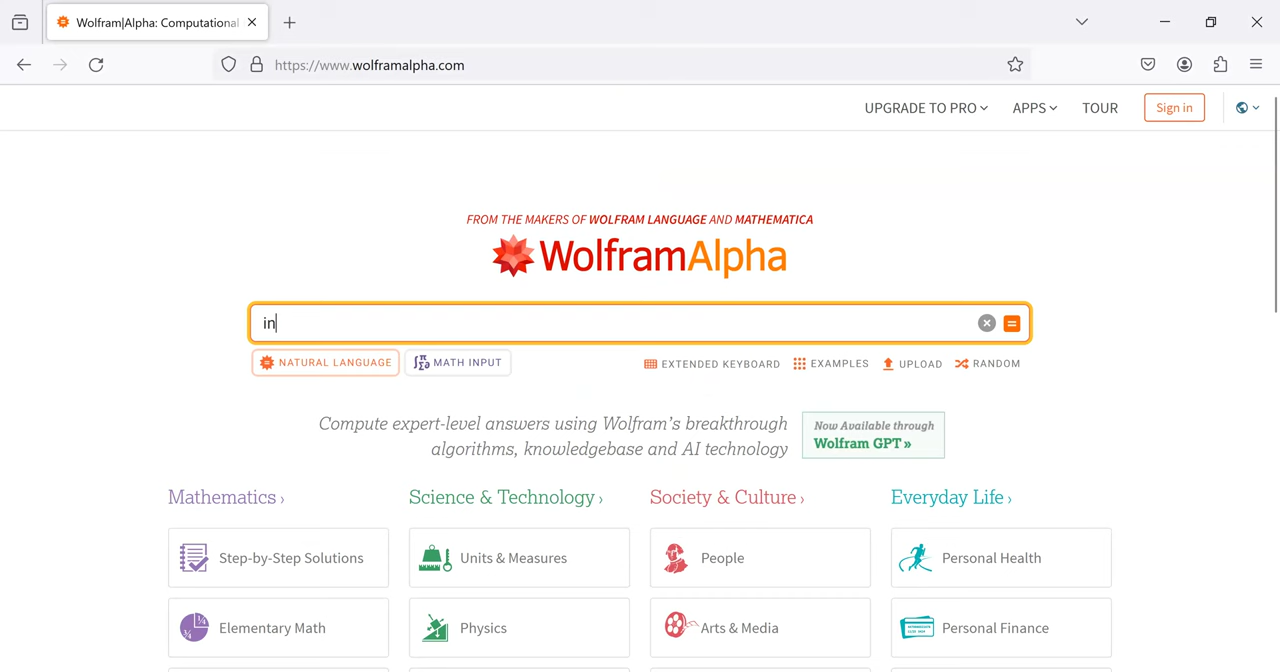 Wolfram|Alpha: Computational
https://www.wolframalpha.com
UPGRADE TO PRO
APPS
TOUR
Sign in
FROM THE MAKERS OF WOLFRAM LANGUAGE AND MATHEMATICA
WolframAlpha
in
NATURAL LANGUAGE
MATH INPUT
EXTENDED KEYBOARD
EXAMPLES
UPLOAD
RANDOM
Compute expert-level answers using Wolfram's breakthrough
algorithms, knowledgebase and AI technology
Now Available through
Wolfram GPT »
Mathematics ›
Science & Technology ›
Society & Culture ›
Everyday Life ›
Step-by-Step Solutions
Units & Measures
People
Personal Health
Elementary Math
Physics
Arts & Media
Personal Finance